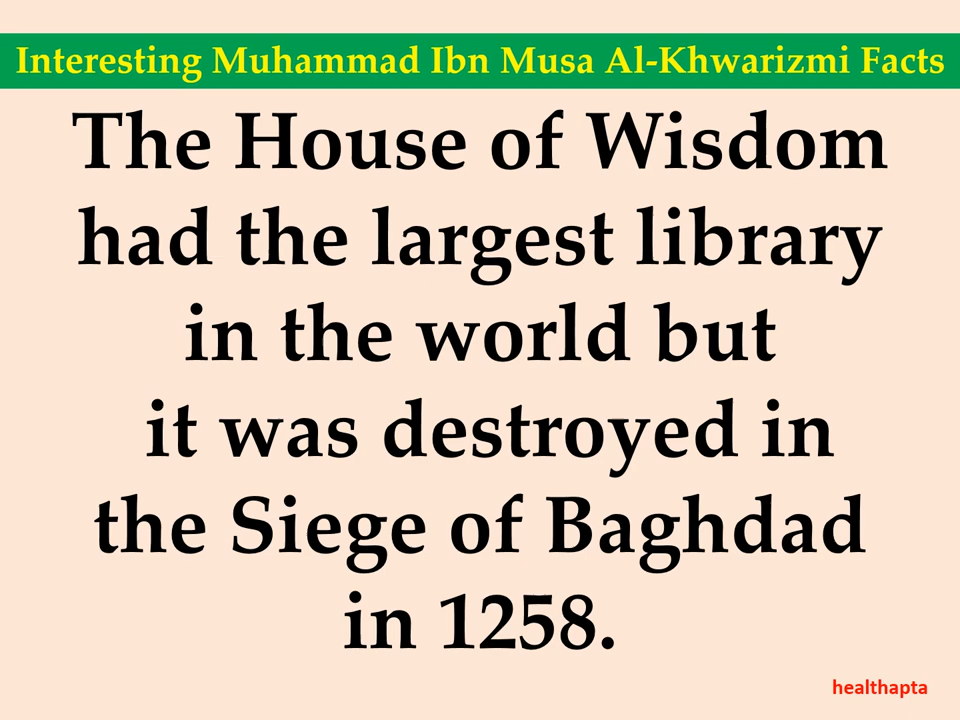 Interesting Muhammad Ibn Musa Al-Khwarizmi Facts
The House of Wisdom
had the largest library
in the world but
it was destroyed in
the Siege of Baghdad
in 1258.
healthapta